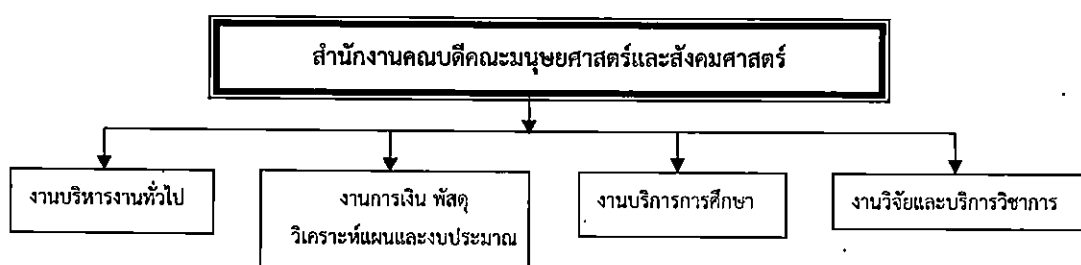 สำนักงานคณบดีคณะมนุษยศาสตร์และสังคมศาสตร์
งานบริหารงานทั่วไป
งานการเงิน พัสดุ
วิเคราะห์แผนและงบประมาณ
งานบริการการศึกษา
งานวิจัยและบริการวิชาการ